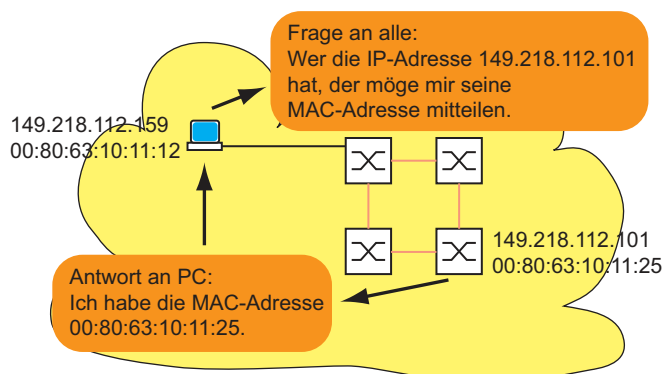 Frage an alle:
Wer die IP-Adresse 149.218.112.101
hat, der möge mir seine
MAC-Adresse mitteilen.
149.218.112.159
00:80:63:10:11:12
149.218.112.101
00:80:63:10:11:25
Antwort an PC:
Ich habe die MAC-Adresse
00:80:63:10:11:25.